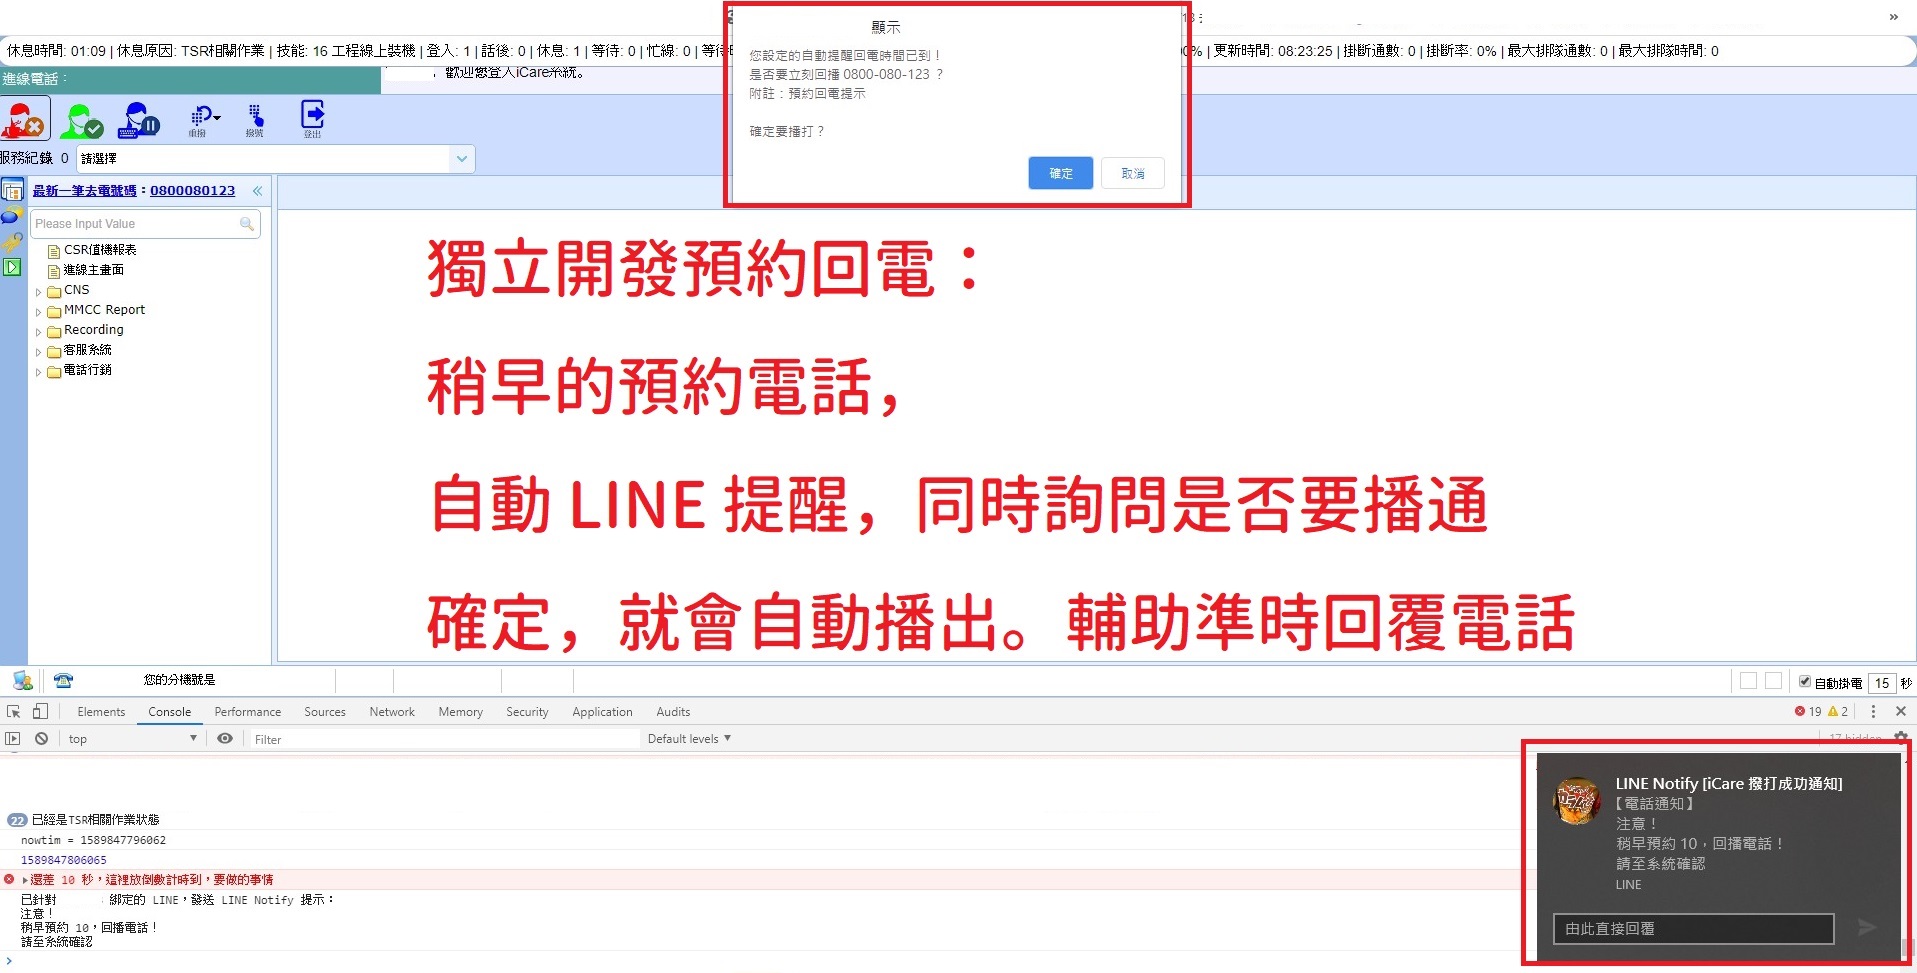 顯示
您設定的自動提醒回電時間已到！
是否要立刻回播 0800-080-123 ？
附註：預約回電提示
確定要播打？
確定
取消
»
休息時間: 01:09 | 休息原因: TSR相關作業 | 技能: 16 工程線上裝機 | 登入: 1 | 話後: 0 | 休息: 1 | 等待: 0 | 忙線: 0 |
0% | 更新時間: 08:23:25 | 掛斷通數: 0 | 掛斷率: 0% | 最大排隊通數: 0 | 最大排隊時間: 0
進線電話：
，歡迎您登入iCare系統。
重撥
撥號
登出
服務紀錄 0 請選擇
最新一筆去電號碼：0800080123 «
Please Input Value
CSR值機報表
進線主畫面
CNS
MMCC Report
Recording
客服系統
電話行銷
獨立開發預約回電：
稍早的預約電話，
自動 LINE 提醒，同時詢問是否要播通
確定，就會自動播出。輔助準時回覆電話
您的分機號是
自動掛電 15 秒
Elements Console Performance Sources Network Memory Security Application Audits 19 2
top Filter Default levels 17 hidden
22 已經是TSR相關作業狀態
nowtim = 1589847796062
1589847806065
還差 10 秒，這裡放倒數計時到，要做的事情
已針對 綁定的 LINE，發送 LINE Notify 提示：
注意！
稍早預約 10，回播電話！
請至系統確認
LINE Notify [iCare 撥打成功通知]
【電話通知】
注意！
稍早預約 10，回播電話！
請至系統確認
LINE
由此直接回覆